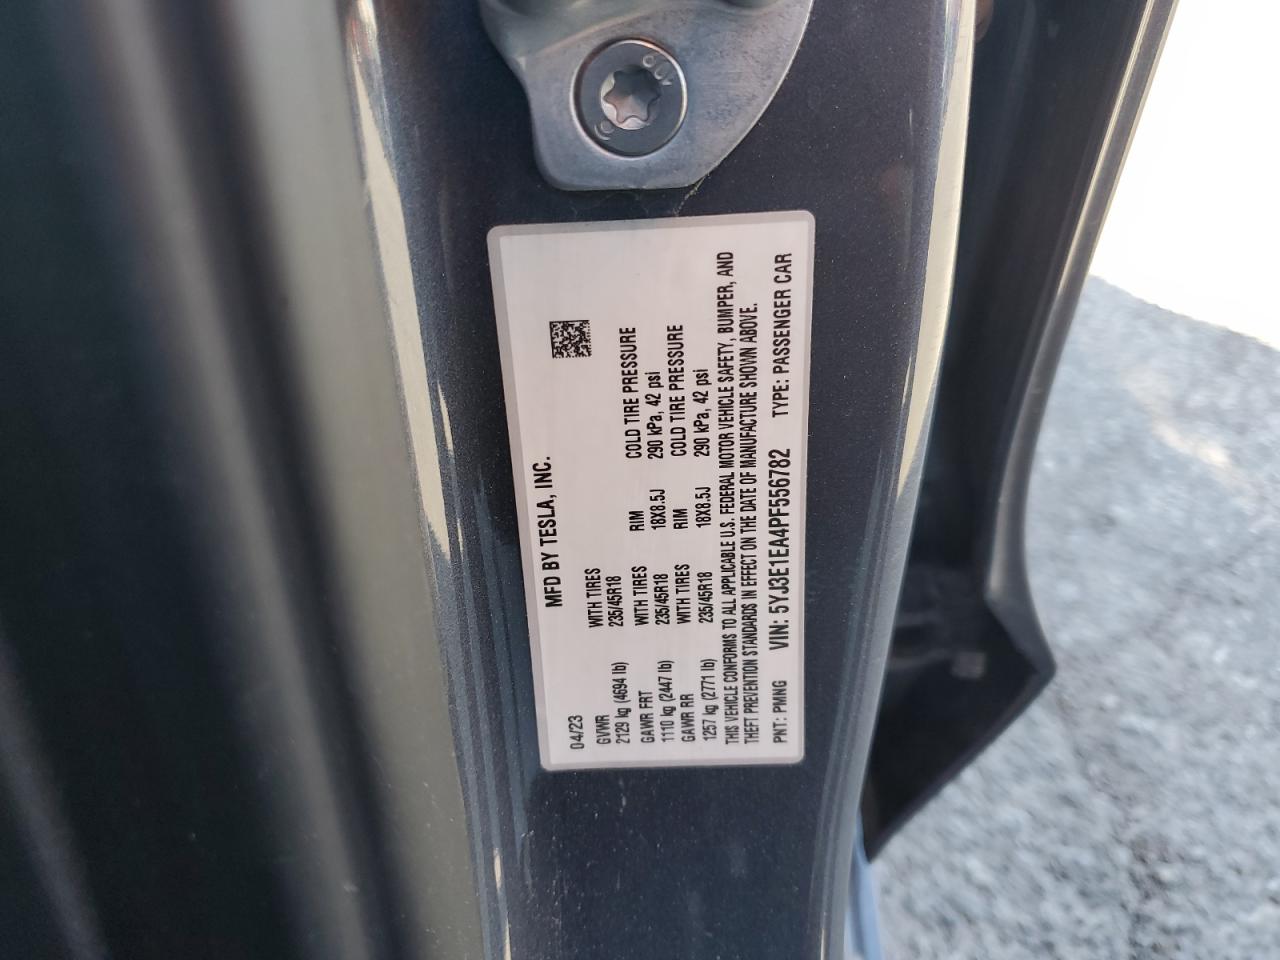 MFD BY TESLA, INC.
04/23
GVWR WITH TIRES RIM COLD TIRE PRESSURE
2129 kg (4694 lb) 235/45R18 18X8.5J 290 kPa, 42 psi
GAWR FRT WITH TIRES RIM COLD TIRE PRESSURE
1110 kg (2447 lb) 235/45R18 18X8.5J 290 kPa, 42 psi
GAWR RR WITH TIRES
1257 kg (2771 lb) 235/45R18
THIS VEHICLE CONFORMS TO ALL APPLICABLE U.S. FEDERAL MOTOR VEHICLE SAFETY, BUMPER, AND
THEFT PREVENTION STANDARDS IN EFFECT ON THE DATE OF MANUFACTURE SHOWN ABOVE.
PNT: PMNG VIN: 5YJ3E1EA4PF556782 TYPE: PASSENGER CAR